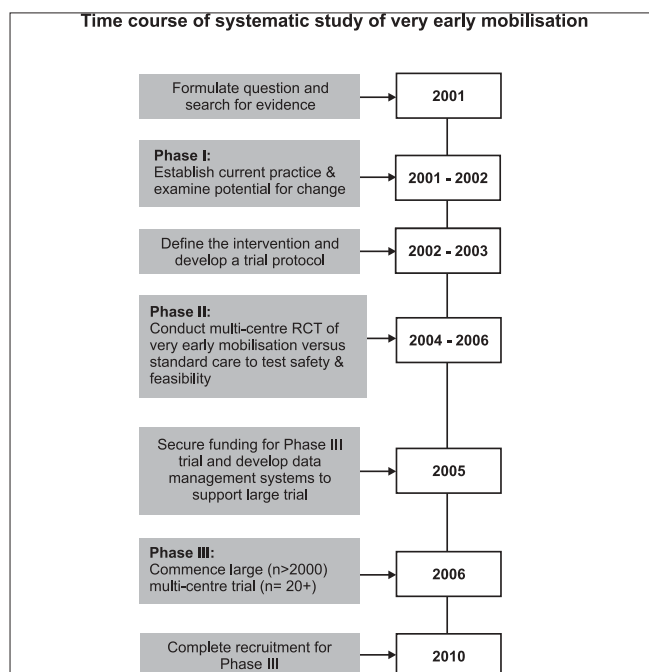 Time course of systematic study of very early mobilisation
Formulate question and
search for evidence
2001
Phase I:
Establish current practice &
examine potential for change
2001 - 2002
Define the intervention and
develop a trial protocol
2002 - 2003
Phase II:
Conduct multi-centre RCT of
very early mobilisation versus
standard care to test safety &
feasibility
2004 - 2006
Secure funding for Phase III
trial and develop data
management systems to
support large trial
2005
Phase III:
Commence large (n>2000)
multi-centre trial (n= 20+)
2006
Complete recruitment for
Phase III
2010